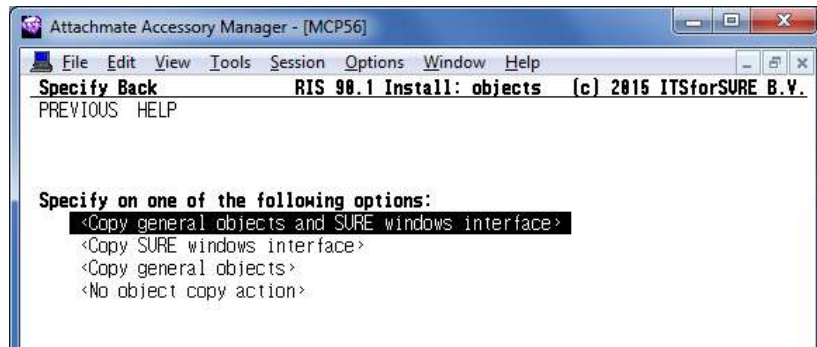 Attachmate Accessory Manager - [MCP56]
File Edit View Tools Session Options Window Help
Specify Back RIS 90.1 Install: objects (c) 2015 ITSforSURE B.V.
PREVIOUS HELP
Specify on one of the following options:
<Copy general objects and SURE windows interface>
<Copy SURE windows interface>
<Copy general objects>
<No object copy action>